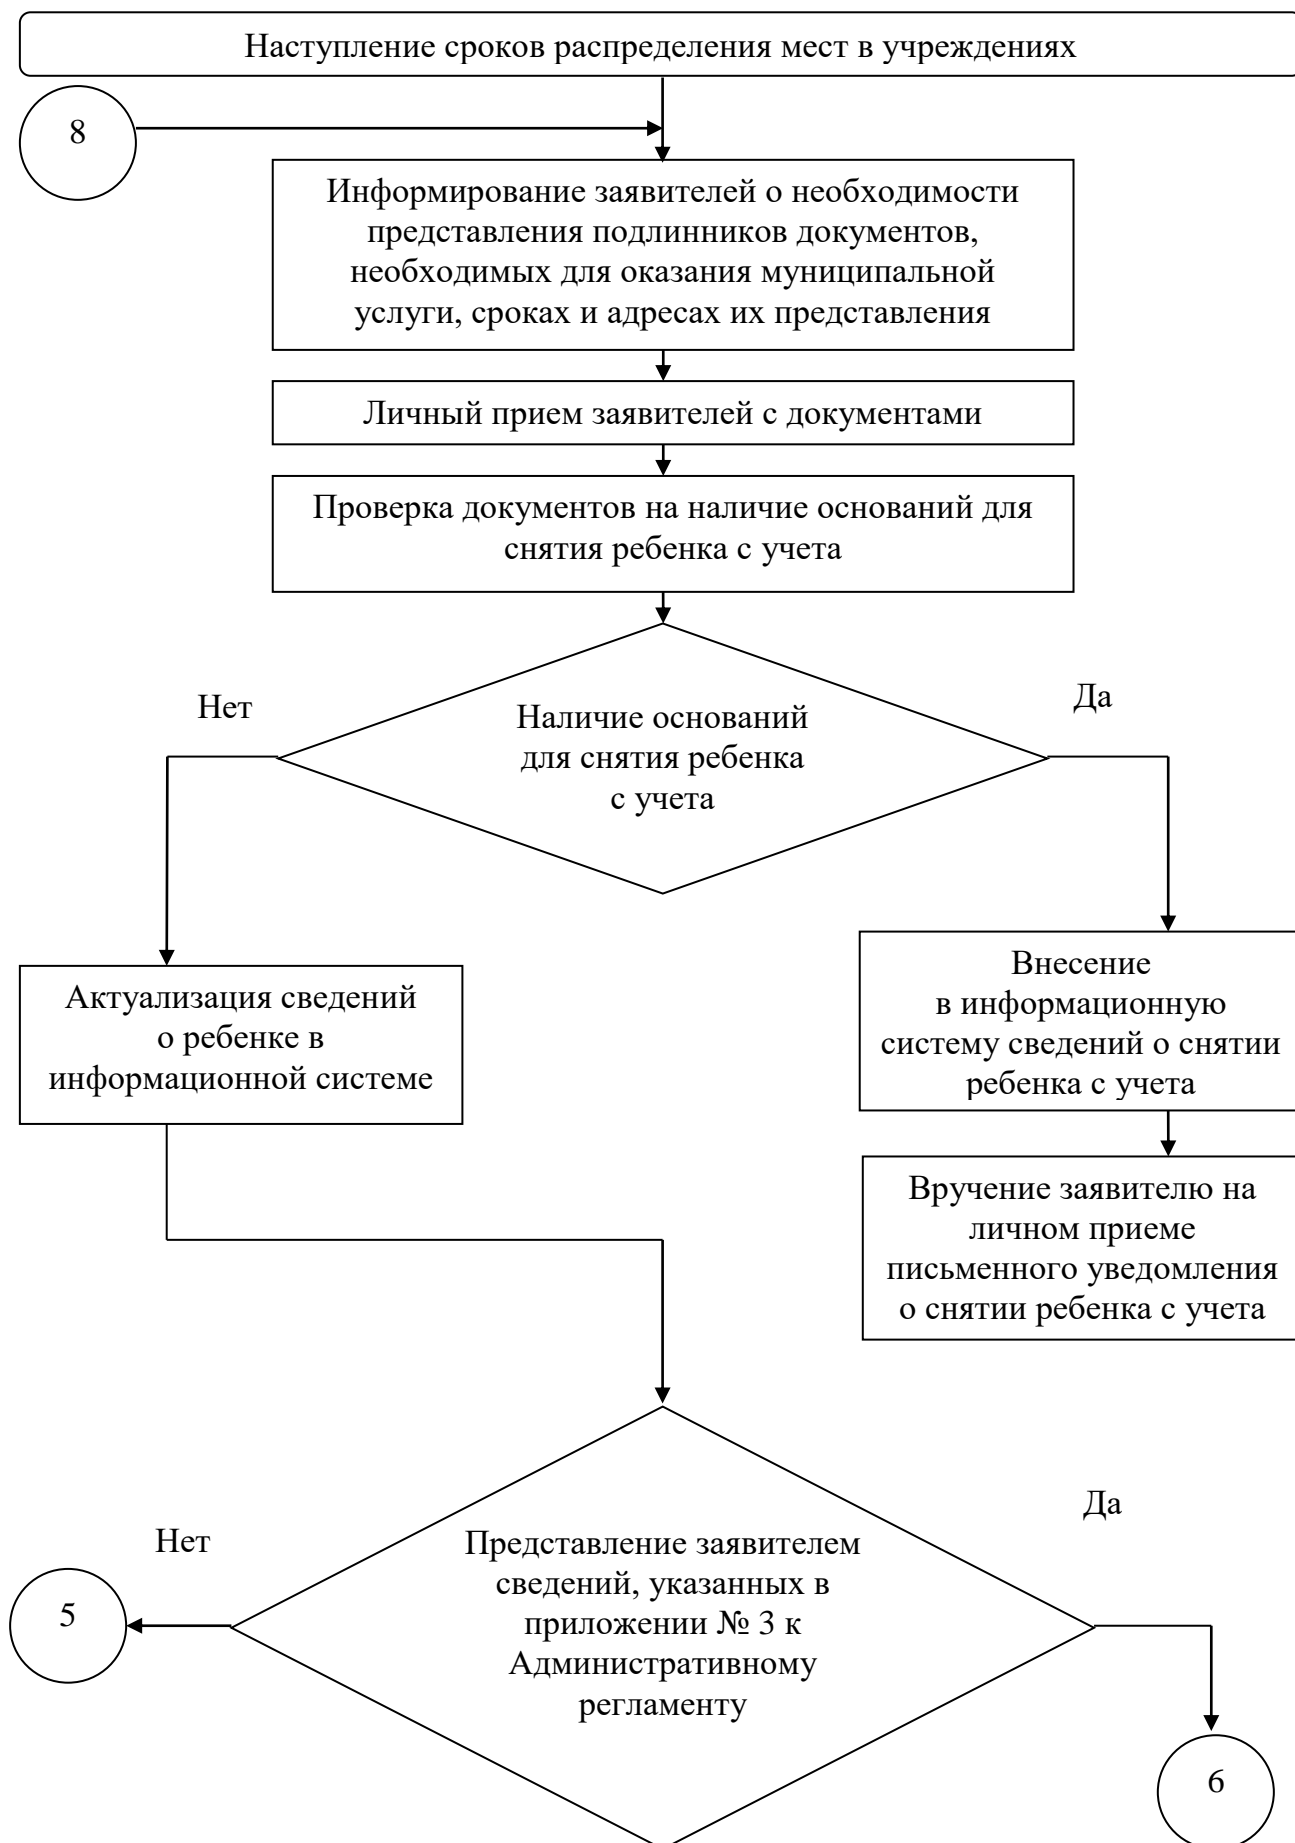 Наступление сроков распределения мест в учреждениях
8
Информирование заявителей о необходимости
представления подлинников документов,
необходимых для оказания муниципальной
услуги, сроках и адресах их представления
Личный прием заявителей с документами
Проверка документов на наличие оснований для
снятия ребенка с учета
Нет
Да
Наличие оснований
для снятия ребенка
с учета
Актуализация сведений
о ребенке в
информационной системе
Внесение
в информационную
систему сведений о снятии
ребенка с учета
Вручение заявителю на
личном приеме
письменного уведомления
о снятии ребенка с учета
Да
Нет
Представление заявителем
сведений, указанных в
приложении № 3 к
Административному
регламенту
5
6